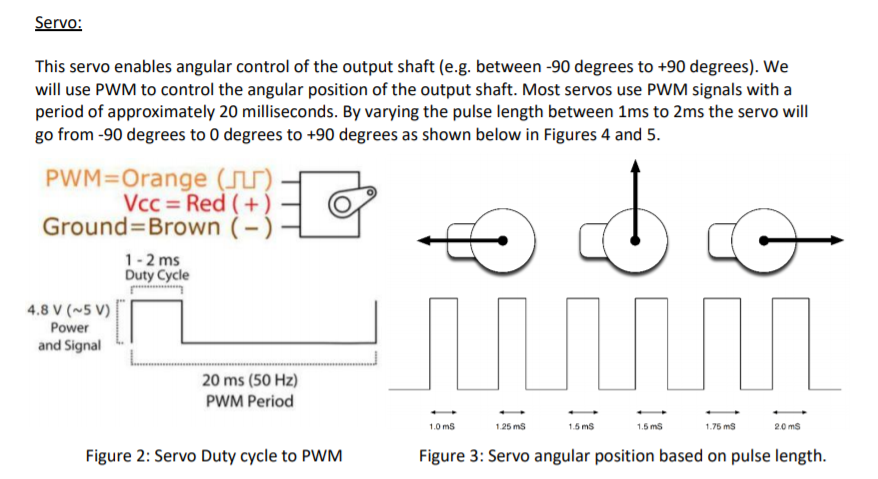 Servo:
This servo enables angular control of the output shaft (e.g. between -90 degrees to +90 degrees). We
will use PWM to control the angular position of the output shaft. Most servos use PWM signals with a
period of approximately 20 milliseconds. By varying the pulse length between 1ms to 2ms the servo will
go from -90 degrees to 0 degrees to +90 degrees as shown below in Figures 4 and 5.
PWM=Orange (⎍⎍)
Vcc = Red ( + )
Ground=Brown ( − )
1 - 2 ms
Duty Cycle
4.8 V (~5 V)
Power
and Signal
20 ms (50 Hz)
PWM Period
1.0 mS 1.25 mS 1.5 mS 1.5 mS 1.75 mS 2.0 mS
Figure 2: Servo Duty cycle to PWM
Figure 3: Servo angular position based on pulse length.